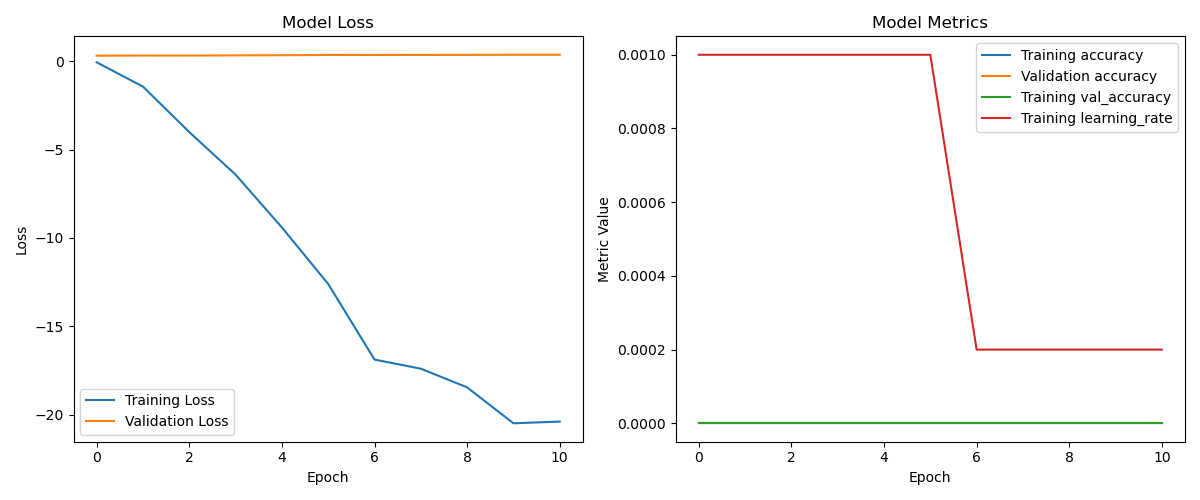 Model Loss
Loss
0
−5
−10
−15
−20
Training Loss
Validation Loss
0 2 4 6 8 10
Epoch
Model Metrics
Metric Value
0.0010
0.0008
0.0006
0.0004
0.0002
0.0000
Training accuracy
Validation accuracy
Training val_accuracy
Training learning_rate
0 2 4 6 8 10
Epoch